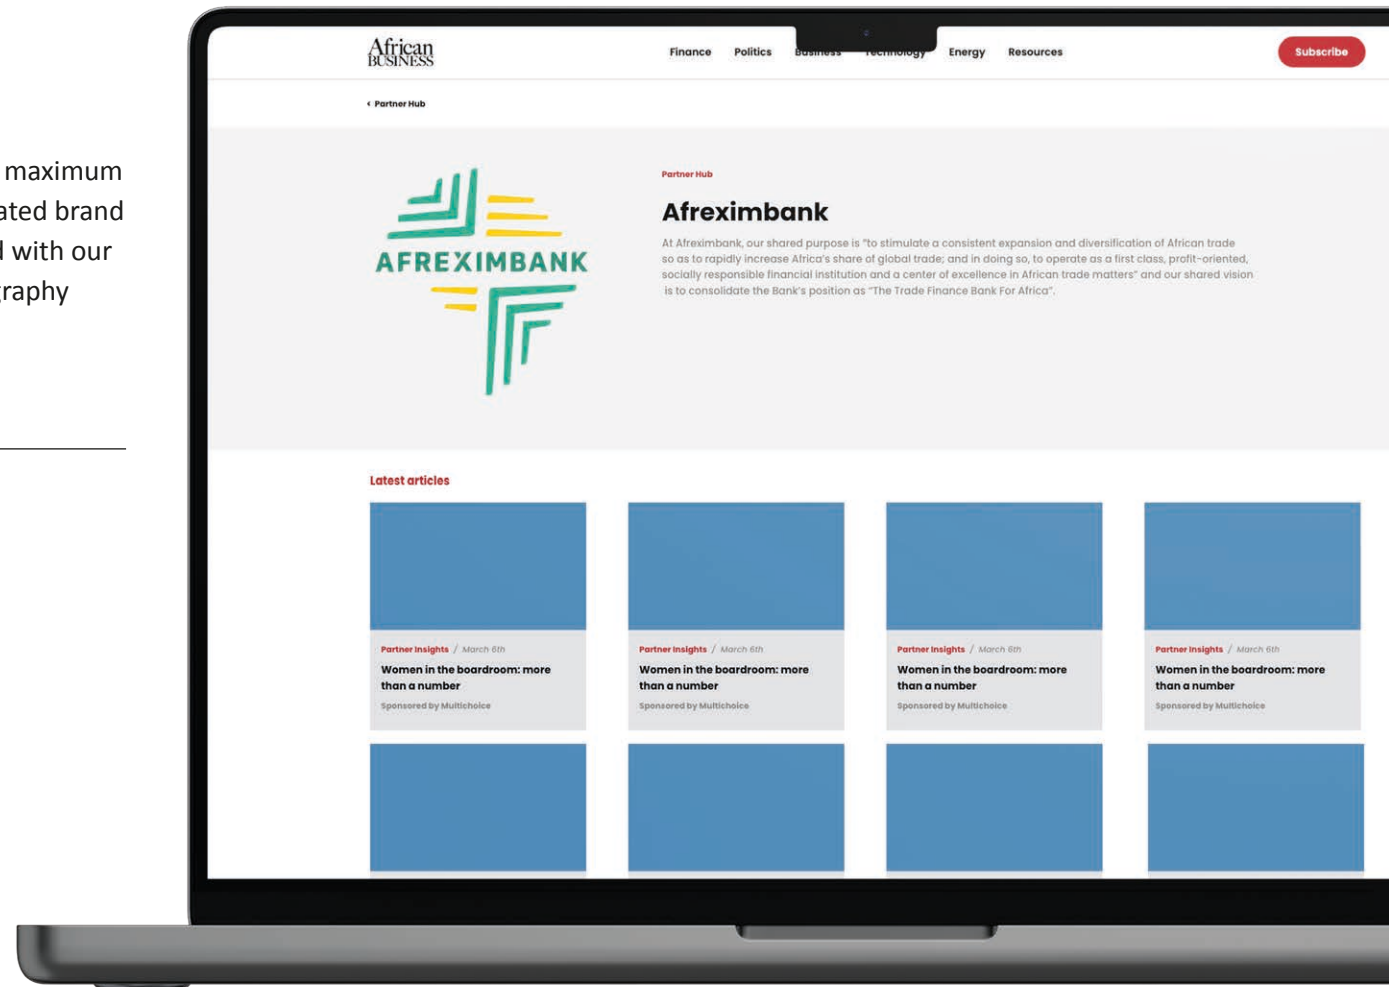 maximum
ated brand
d with our
graphy
African
BUSINESS
Finance Politics Business Technology Energy Resources
Subscribe
‹ Partner Hub
AFREXIMBANK
Partner Hub
Afreximbank
At Afreximbank, our shared purpose is “to stimulate a consistent expansion and diversification of African trade
so as to rapidly increase Africa’s share of global trade; and in doing so, to operate as a first class, profit-oriented,
socially responsible financial institution and a center of excellence in African trade matters” and our shared vision
is to consolidate the Bank’s position as “The Trade Finance Bank For Africa”.
Latest articles
Partner Insights / March 6th
Women in the boardroom: more
than a number
Sponsored by Multichoice
Partner Insights / March 6th
Women in the boardroom: more
than a number
Sponsored by Multichoice
Partner Insights / March 6th
Women in the boardroom: more
than a number
Sponsored by Multichoice
Partner Insights / March 6th
Women in the boardroom: more
than a number
Sponsored by Multichoice